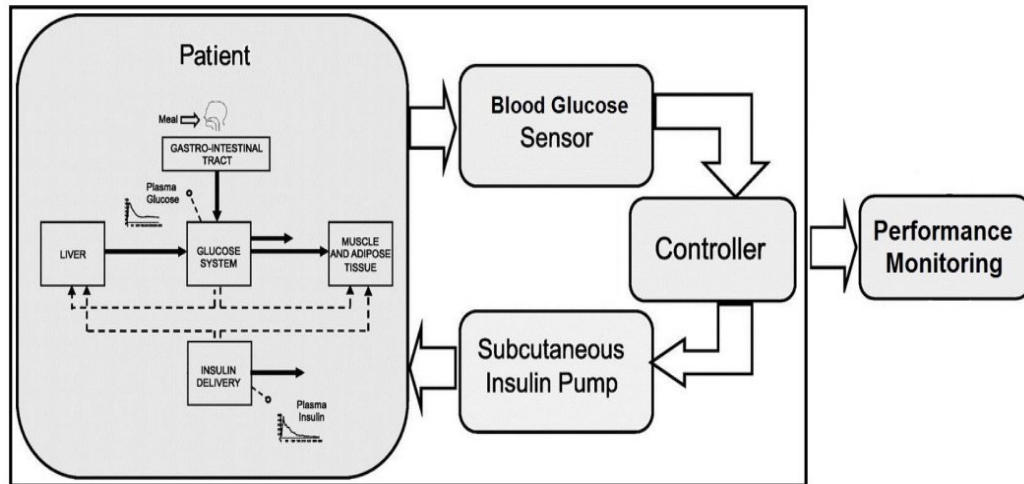 Patient
Meal
GASTRO-INTESTINAL
TRACT
Plasma
Glucose
LIVER
GLUCOSE
SYSTEM
MUSCLE
AND ADIPOSE
TISSUE
INSULIN
DELIVERY
Plasma
Insulin
Blood Glucose
Sensor
Controller
Subcutaneous
Insulin Pump
Performance
Monitoring